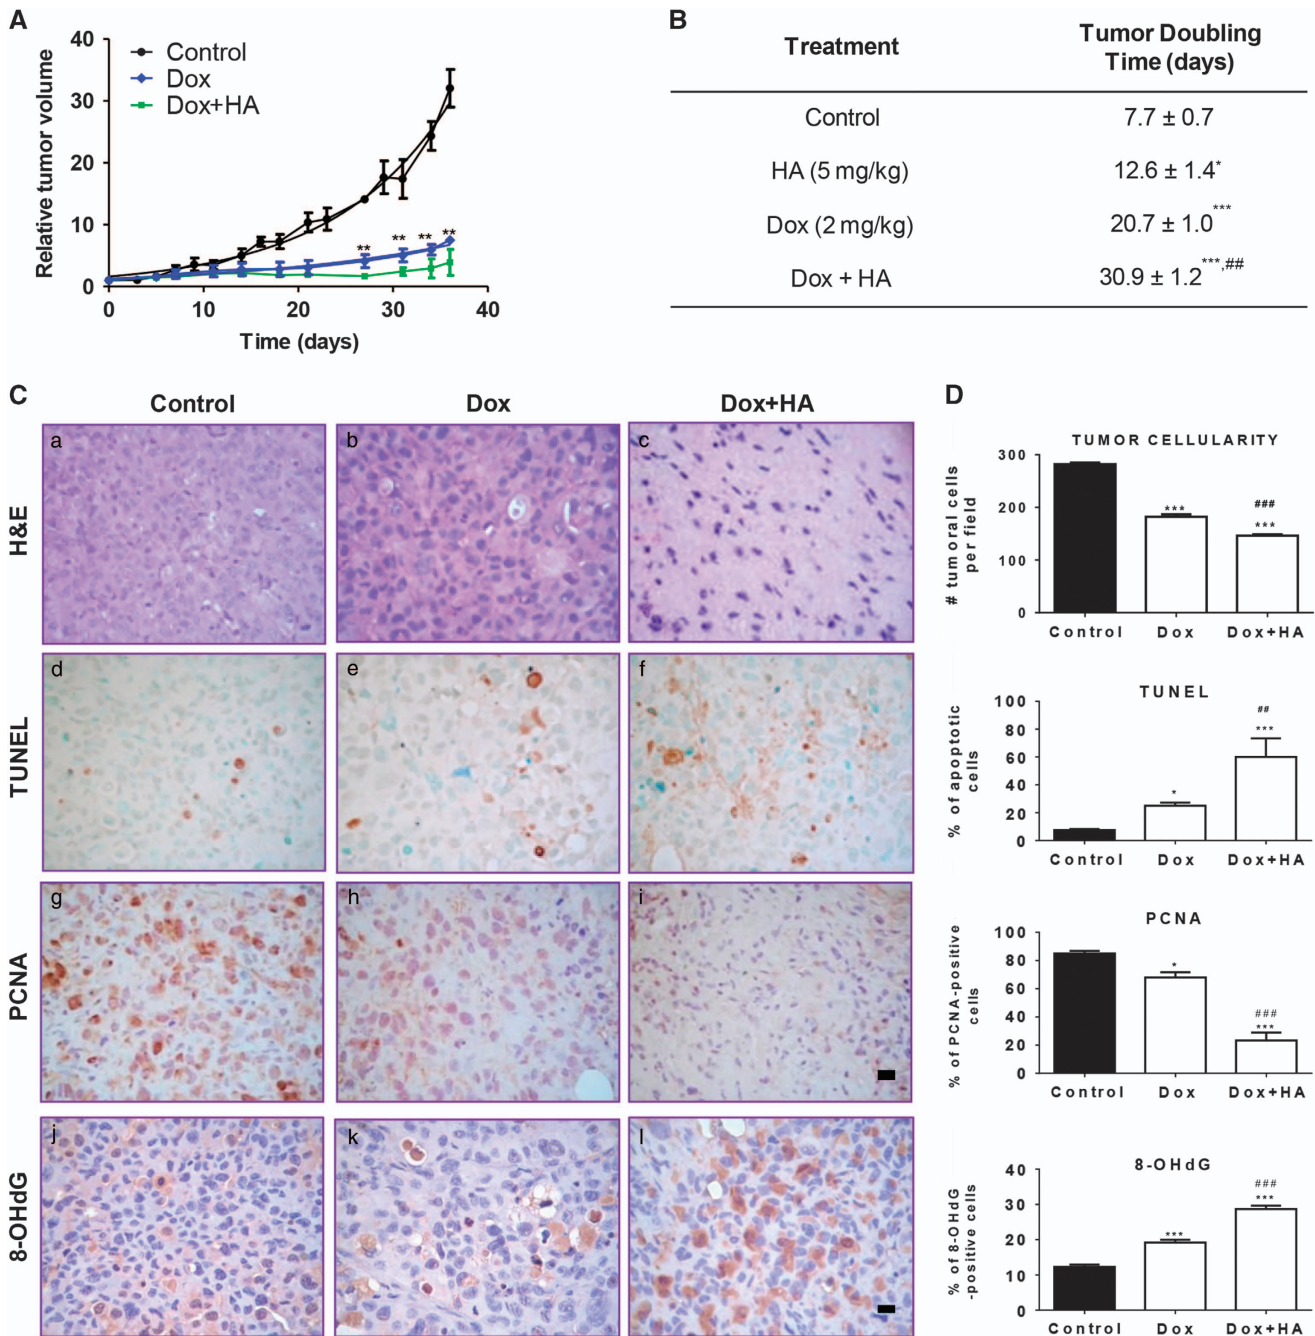 A
40
30
20
10
0
Relative tumor volume
Control
Dox
Dox+HA
** ** ** **
0 10 20 30 40
Time (days)
B
Treatment
Tumor Doubling
Time (days)
Control 7.7 ± 0.7
HA (5 mg/kg) 12.6 ± 1.4*
Dox (2 mg/kg) 20.7 ± 1.0***
Dox + HA 30.9 ± 1.2***,##
C
Control Dox Dox+HA
H&E
a b c
TUNEL
d e f
PCNA
g h i
8-OHdG
j k l
D
TUMOR CELLULARITY
# tumoral cells
per field
300
200
100
0
***
###
***
Control Dox Dox+HA
TUNEL
% of apoptotic
cells
100
80
60
40
20
0
*
##
***
Control Dox Dox+HA
PCNA
% of PCNA-positive
cells
100
80
60
40
20
0
*
###
***
Control Dox Dox+HA
8-OHdG
% of 8-OHdG
-positive cells
40
30
20
10
0
***
###
***
Control Dox Dox+HA